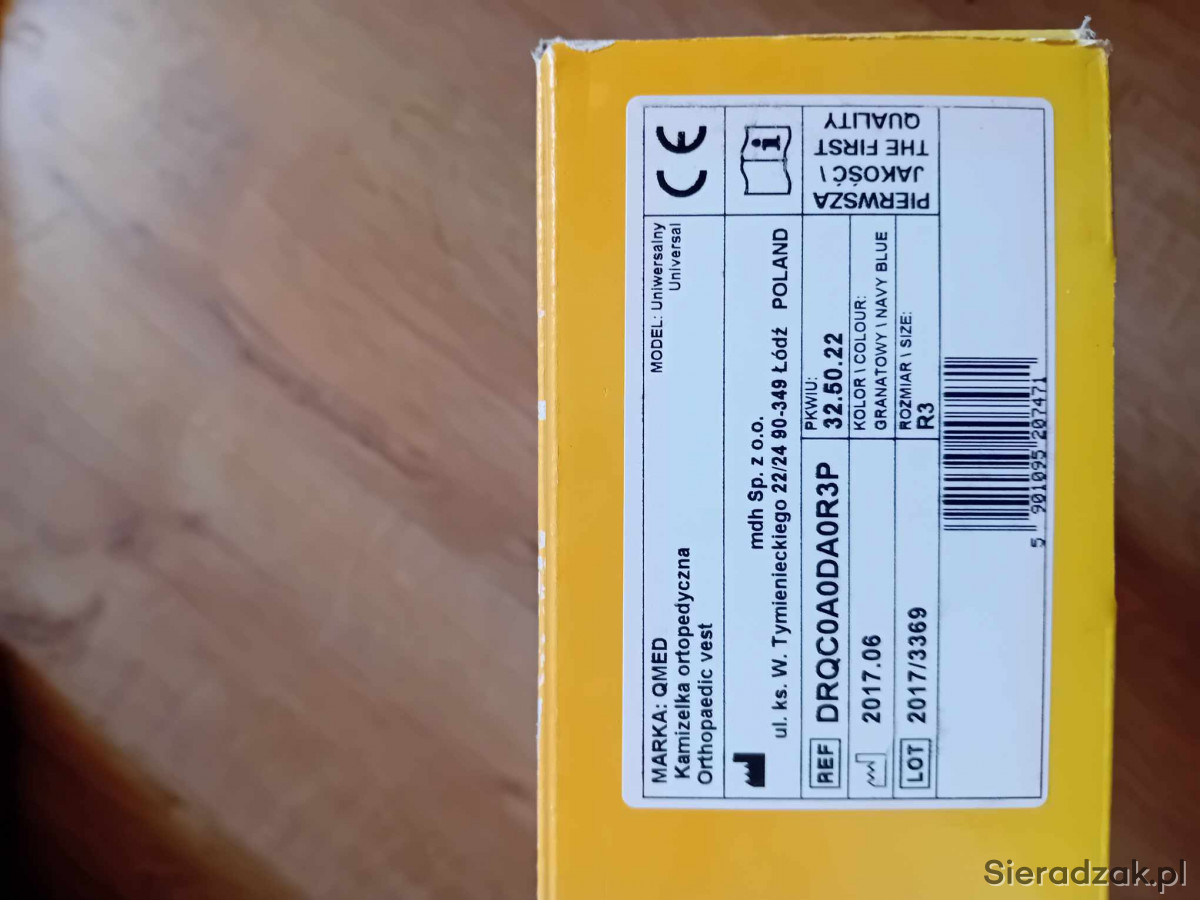 MARKA: QMED
Kamizelka ortopedyczna
Orthopaedic vest
MODEL: Uniwersalny
Universal
CE
mdh Sp. z o.o.
ul. ks. W. Tymienieckiego 22/24 90-349 Łódź POLAND
REF DRQC0A0DA0R3P
PKWIU:
32.50.22
2017.06
KOLOR \ COLOUR:
GRANATOWY \ NAVY BLUE
LOT 2017/3369
ROZMIAR \ SIZE:
R3
PIERWSZA
JAKOŚĆ \
THE FIRST
QUALITY
5 901095 207471
Sieradzak.pl